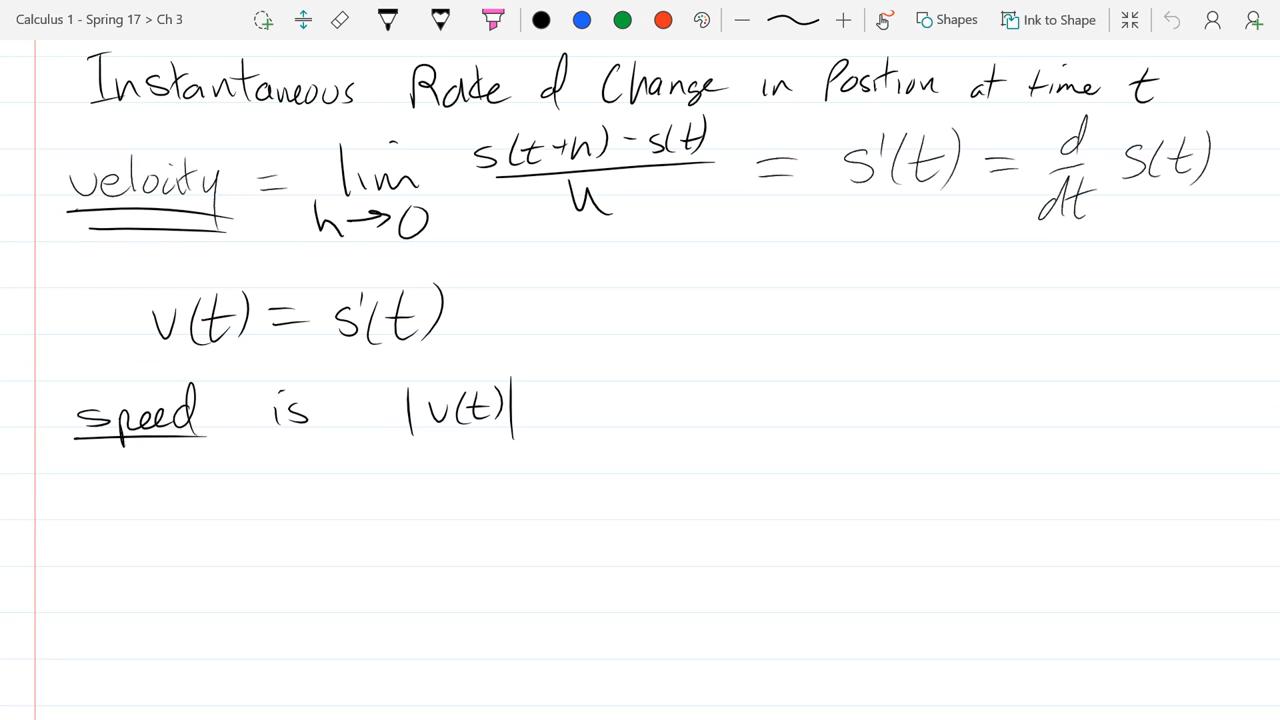 Calculus 1 - Spring 17 > Ch 3
Shapes
Ink to Shape
Instantaneous Rate of Change in Position at time t
velocity = lim h→0 (s(t+h) - s(t))/h = s'(t) = d/dt s(t)
v(t) = s'(t)
speed is |v(t)|